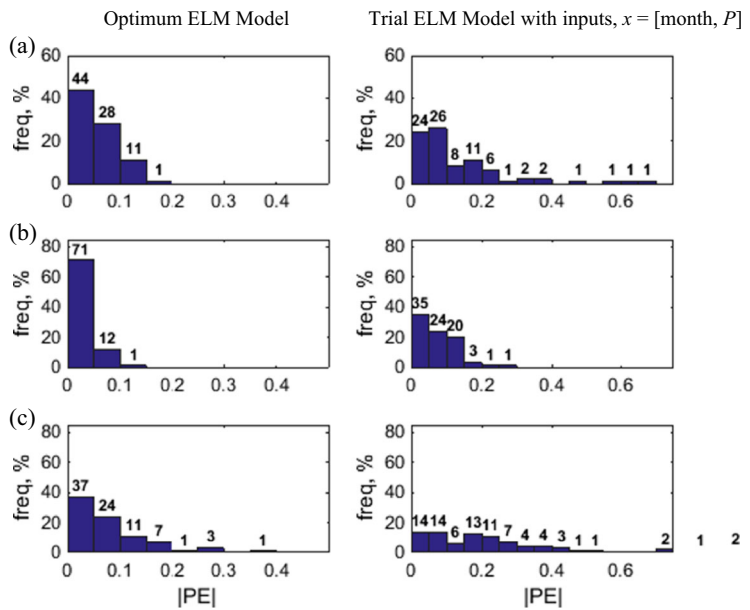 Optimum ELM Model
Trial ELM Model with inputs, x = [month, P]
(a)
freq, %
60
40
20
0
44
28
11
1
0 0.1 0.2 0.3 0.4
freq, %
60
40
20
0
24 26 8 11 6 1 2 2 1 1 1 1
0 0.2 0.4 0.6
(b)
freq, %
80
60
40
20
0
71
12
1
0 0.1 0.2 0.3 0.4
freq, %
80
60
40
20
0
35 24 20 3 1 1
0 0.2 0.4 0.6
(c)
freq, %
80
60
40
20
0
37
24
11
7
1
3
1
0 0.1 0.2 0.3 0.4
|PE|
freq, %
80
60
40
20
0
14 14 6 13 11 7 4 4 3 1 1 2 1 2
0 0.2 0.4 0.6
|PE|